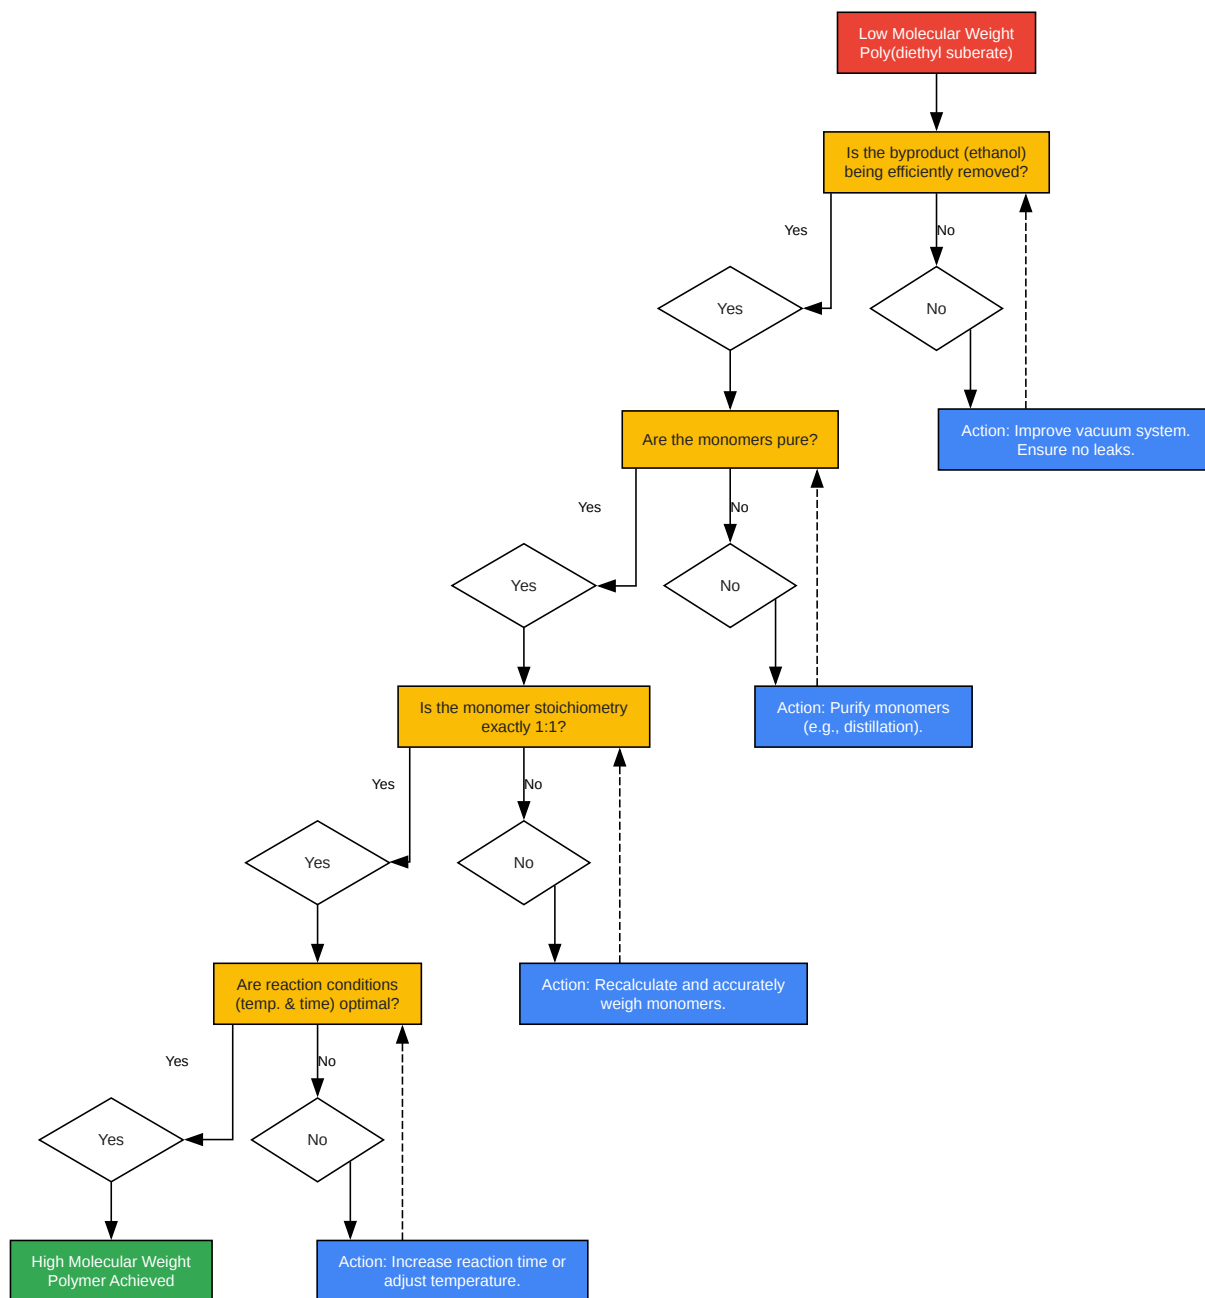 Low Molecular Weight
Poly(diethyl suberate)
Is the byproduct (ethanol)
being efficiently removed?
Yes
No
Yes
No
Are the monomers pure?
Action: Improve vacuum system.
Ensure no leaks.
Yes
No
Yes
No
Is the monomer stoichiometry
exactly 1:1?
Action: Purify monomers
(e.g., distillation).
Yes
No
Yes
No
Are reaction conditions
(temp. & time) optimal?
Action: Recalculate and accurately
weigh monomers.
Yes
No
Yes
No
High Molecular Weight
Polymer Achieved
Action: Increase reaction time or
adjust temperature.